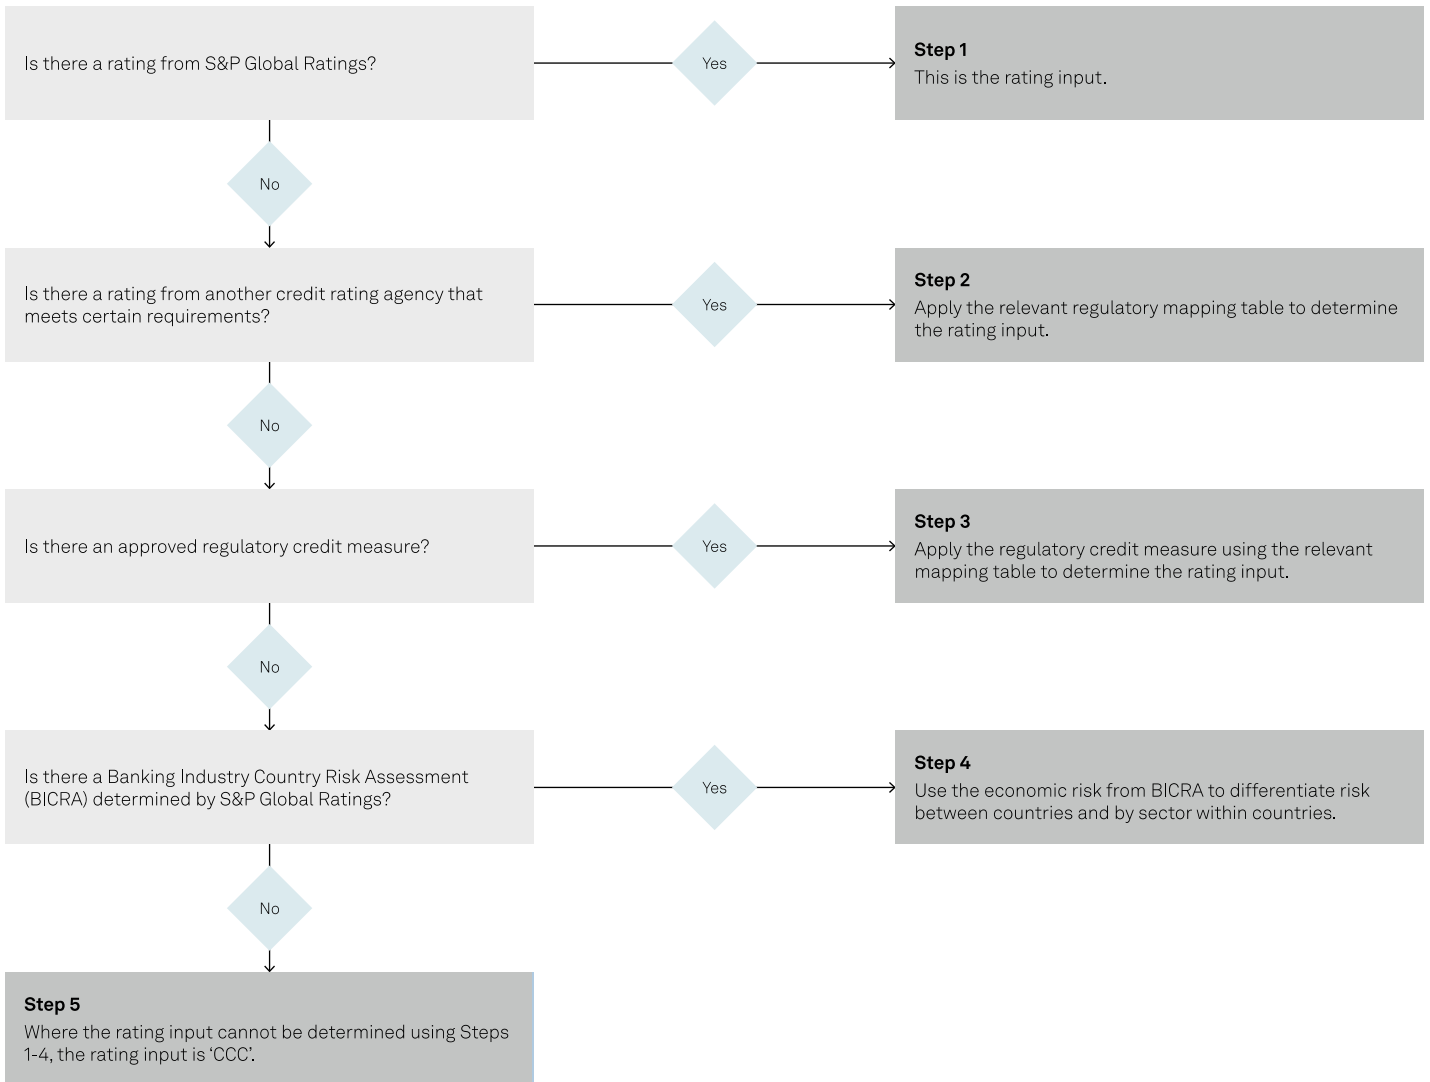 Is there a rating from S&P Global Ratings?
Yes
Step 1
This is the rating input.
No
Is there a rating from another credit rating agency that
meets certain requirements?
Yes
Step 2
Apply the relevant regulatory mapping table to determine
the rating input.
No
Is there an approved regulatory credit measure?
Yes
Step 3
Apply the regulatory credit measure using the relevant
mapping table to determine the rating input.
No
Is there a Banking Industry Country Risk Assessment
(BICRA) determined by S&P Global Ratings?
Yes
Step 4
Use the economic risk from BICRA to differentiate risk
between countries and by sector within countries.
No
Step 5
Where the rating input cannot be determined using Steps
1-4, the rating input is ‘CCC’.